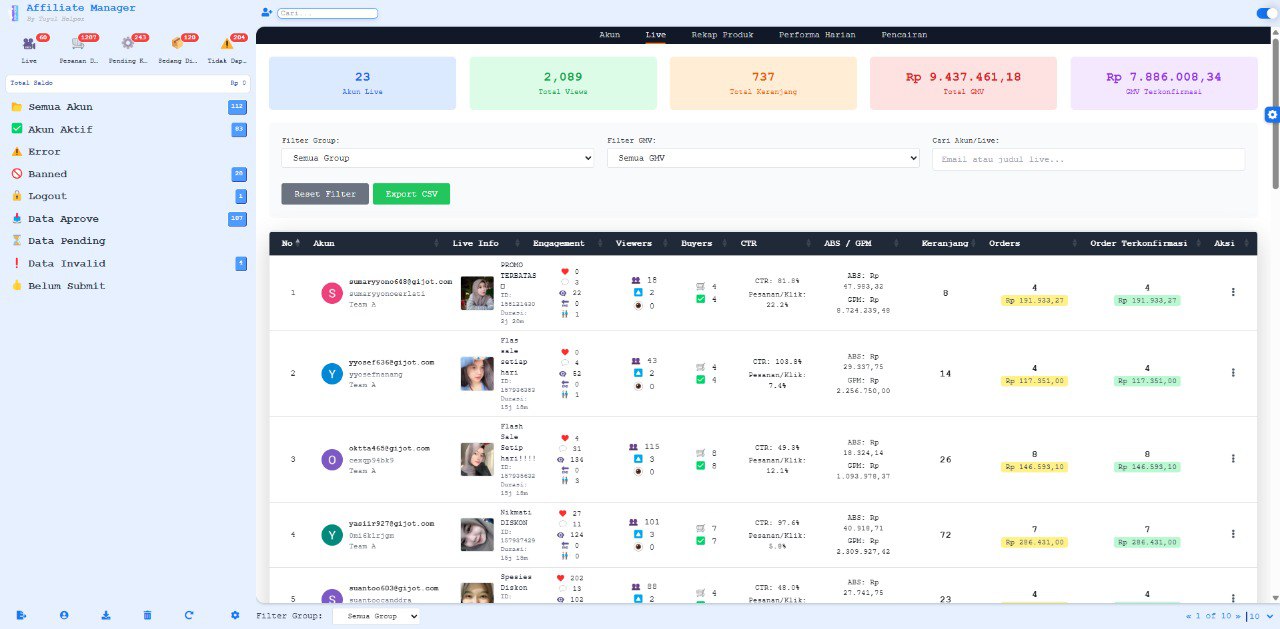 Affiliate Manager
By Yuyul Helpox
Cari...
60
1207
243
120
204
Live
Pesanan D...
Pending K...
Sedang Di...
Tidak Dap...
Total Saldo
Rp 0
Semua Akun
112
Akun Aktif
83
Error
Banned
28
Logout
1
Data Aprove
107
Data Pending
Data Invalid
Belum Submit
Akun
Live
Rekap Produk
Performa Harian
Pencairan
23
Akun Live
2,089
Total Views
737
Total Keranjang
Rp 9.437.461,18
Total GMV
Rp 7.886.008,34
GMV Terkonfirmasi
Filter Group:
Semua Group
Filter GMV:
Semua GMV
Cari Akun/Live:
Email atau judul live...
Reset Filter
Export CSV
No
Akun
Live Info
Engagement
Viewers
Buyers
CTR
ABS / GPM
Keranjang
Orders
Order Terkonfirmasi
Aksi
1
S
sumaryyono648@gijot.com
sumaryyonoeerlati
Team A
PROMO
TERBATAS
ID:
Durasi:
2j 20m
0
3
22
0
1
18
2
0
4
4
CTR: 81.8%
Pesanan/Klik:
22.2%
ABS: Rp
47.983,32
GPM: Rp
8.724.239,48
8
4
Rp 191.933,27
4
Rp 191.933,27
2
Y
yyosef636@gijot.com
yyosefnanang
Team A
Flas
sale
setiap
hari
ID:
Durasi:
15j 18m
0
4
52
0
1
43
2
0
4
4
CTR: 103.8%
Pesanan/Klik:
7.4%
ABS: Rp
29.337,75
GPM: Rp
2.256.750,00
14
4
Rp 117.351,00
4
Rp 117.351,00
3
O
oktta465@gijot.com
Team A
Flash
Sale
Setip
hari!!!!
ID:
Durasi:
15j 18m
4
31
134
0
3
115
3
0
8
8
CTR: 49.3%
Pesanan/Klik:
12.1%
ABS: Rp
18.324,14
GPM: Rp
1.093.978,37
26
8
Rp 146.593,10
8
Rp 146.593,10
4
Y
yasiir927@gijot.com
0mi6k1rjgm
Team A
Nikmati
DISKON
ID:
Durasi:
15j 18m
27
11
124
0
0
101
3
0
7
7
CTR: 97.6%
Pesanan/Klik:
5.8%
ABS: Rp
40.918,71
GPM: Rp
2.309.927,42
72
7
Rp 286.431,00
7
Rp 286.431,00
5
S
suantoo603@gijot.com
suantoocanddra
Spesies
Diskon
ID:
202
13
102
88
2
4
CTR: 48.0%
Pesanan/Klik:
ABS: Rp
27.741,75
GPM: Rp
23
4
4
Filter Group:
Semua Group
« 1 of 10 »
10